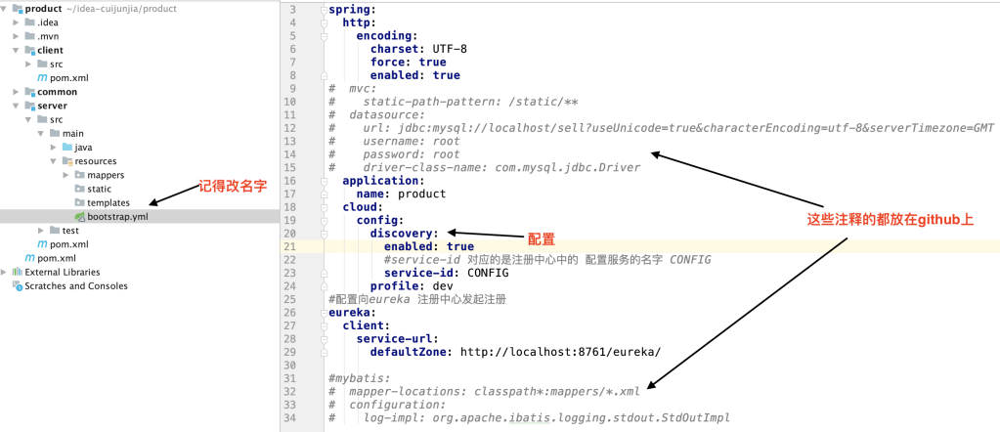 product ~/idea-cuijunjia/product
.idea
.mvn
client
src
pom.xml
common
server
src
main
java
resources
mappers
static
templates
bootstrap.yml
test
pom.xml
pom.xml
External Libraries
Scratches and Consoles
记得改名字
3 spring:
4 http:
5 encoding:
6 charset: UTF-8
7 force: true
8 enabled: true
9 # mvc:
10 # static-path-pattern: /static/**
11 # datasource:
12 # url: jdbc:mysql://localhost/sell?useUnicode=true&characterEncoding=utf-8&serverTimezone=GMT
13 # username: root
14 # password: root
15 # driver-class-name: com.mysql.jdbc.Driver
16 application:
17 name: product
18 cloud:
19 config:
20 discovery:
21 enabled: true
22 #service-id 对应的是注册中心中的 配置服务的名字 CONFIG
23 service-id: CONFIG
24 profile: dev
25 #配置向eureka 注册中心发起注册
26 eureka:
27 client:
28 service-url:
29 defaultZone: http://localhost:8761/eureka/
30
31 #mybatis:
32 # mapper-locations: classpath*:mappers/*.xml
33 # configuration:
34 # log-impl: org.apache.ibatis.logging.stdout.StdOutImpl
配置
这些注释的都放在github上